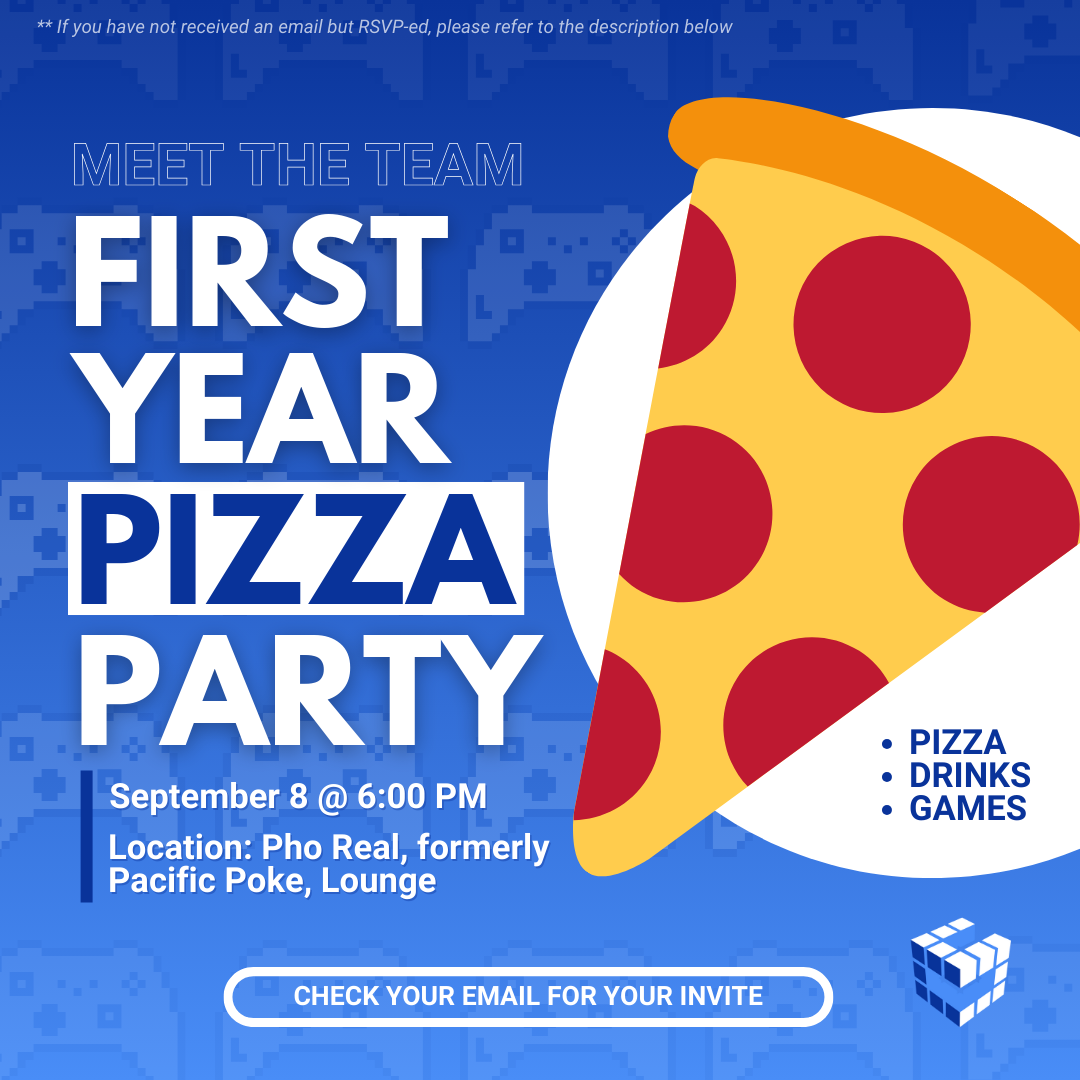 ** If you have not received an email but RSVP-ed, please refer to the description below
MEET THE TEAM
FIRST
YEAR
PIZZA
PARTY
September 8 @ 6:00 PM
Location: Pho Real, formerly
Pacific Poke, Lounge
• PIZZA
• DRINKS
• GAMES
CHECK YOUR EMAIL FOR YOUR INVITE